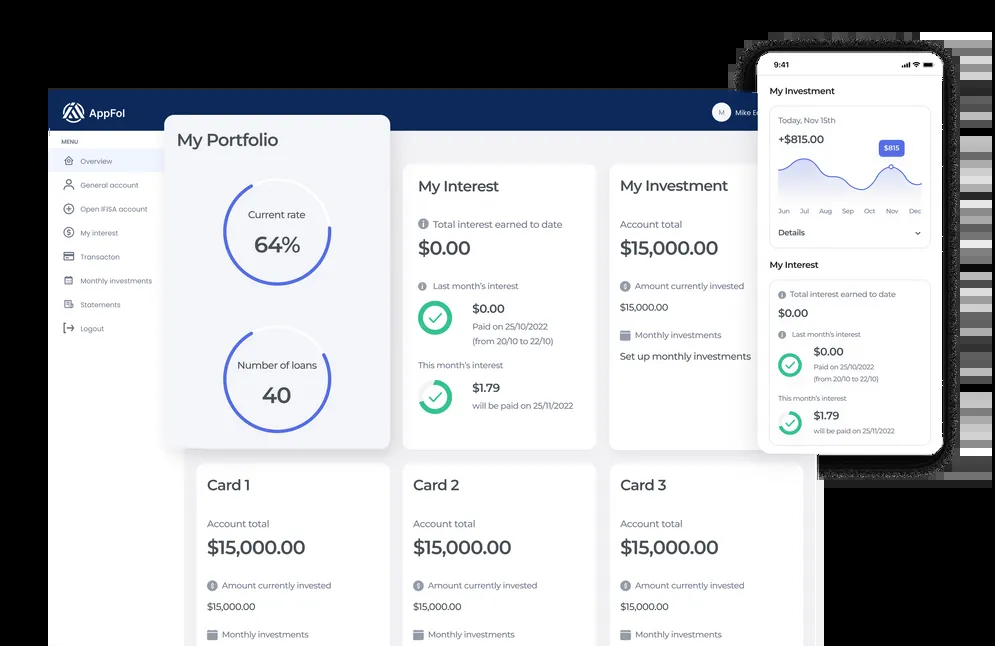 AppFol
Mike
MENU
Overview
General account
Open IFISA account
My interest
Transacton
Monthly investments
Statements
Logout
My Portfolio
Current rate
64%
Number of loans
40
My Interest
Total interest earned to date
$0.00
Last month's interest
$0.00
Paid on 25/10/2022
(from 20/10 to 22/10)
This month's interest
$1.79
will be paid on 25/11/2022
My Investment
Account total
$15,000.00
Amount currently invested
$15,000.00
Monthly investments
Set up monthly investments
Card 1
Account total
$15,000.00
Amount currently invested
$15,000.00
Monthly investments
Card 2
Account total
$15,000.00
Amount currently invested
$15,000.00
Monthly investments
Card 3
Account total
$15,000.00
Amount currently invested
$15,000.00
Monthly investments
9:41
My Investment
Today, Nov 15th
+$815.00
$815
Jun Jul Aug Sep Oct Nov Dec
Details
My Interest
Total interest earned to date
$0.00
Last month's interest
$0.00
Paid on 25/10/2022
(from 20/10 to 22/10)
This month's interest
$1.79
will be paid on 25/11/2022